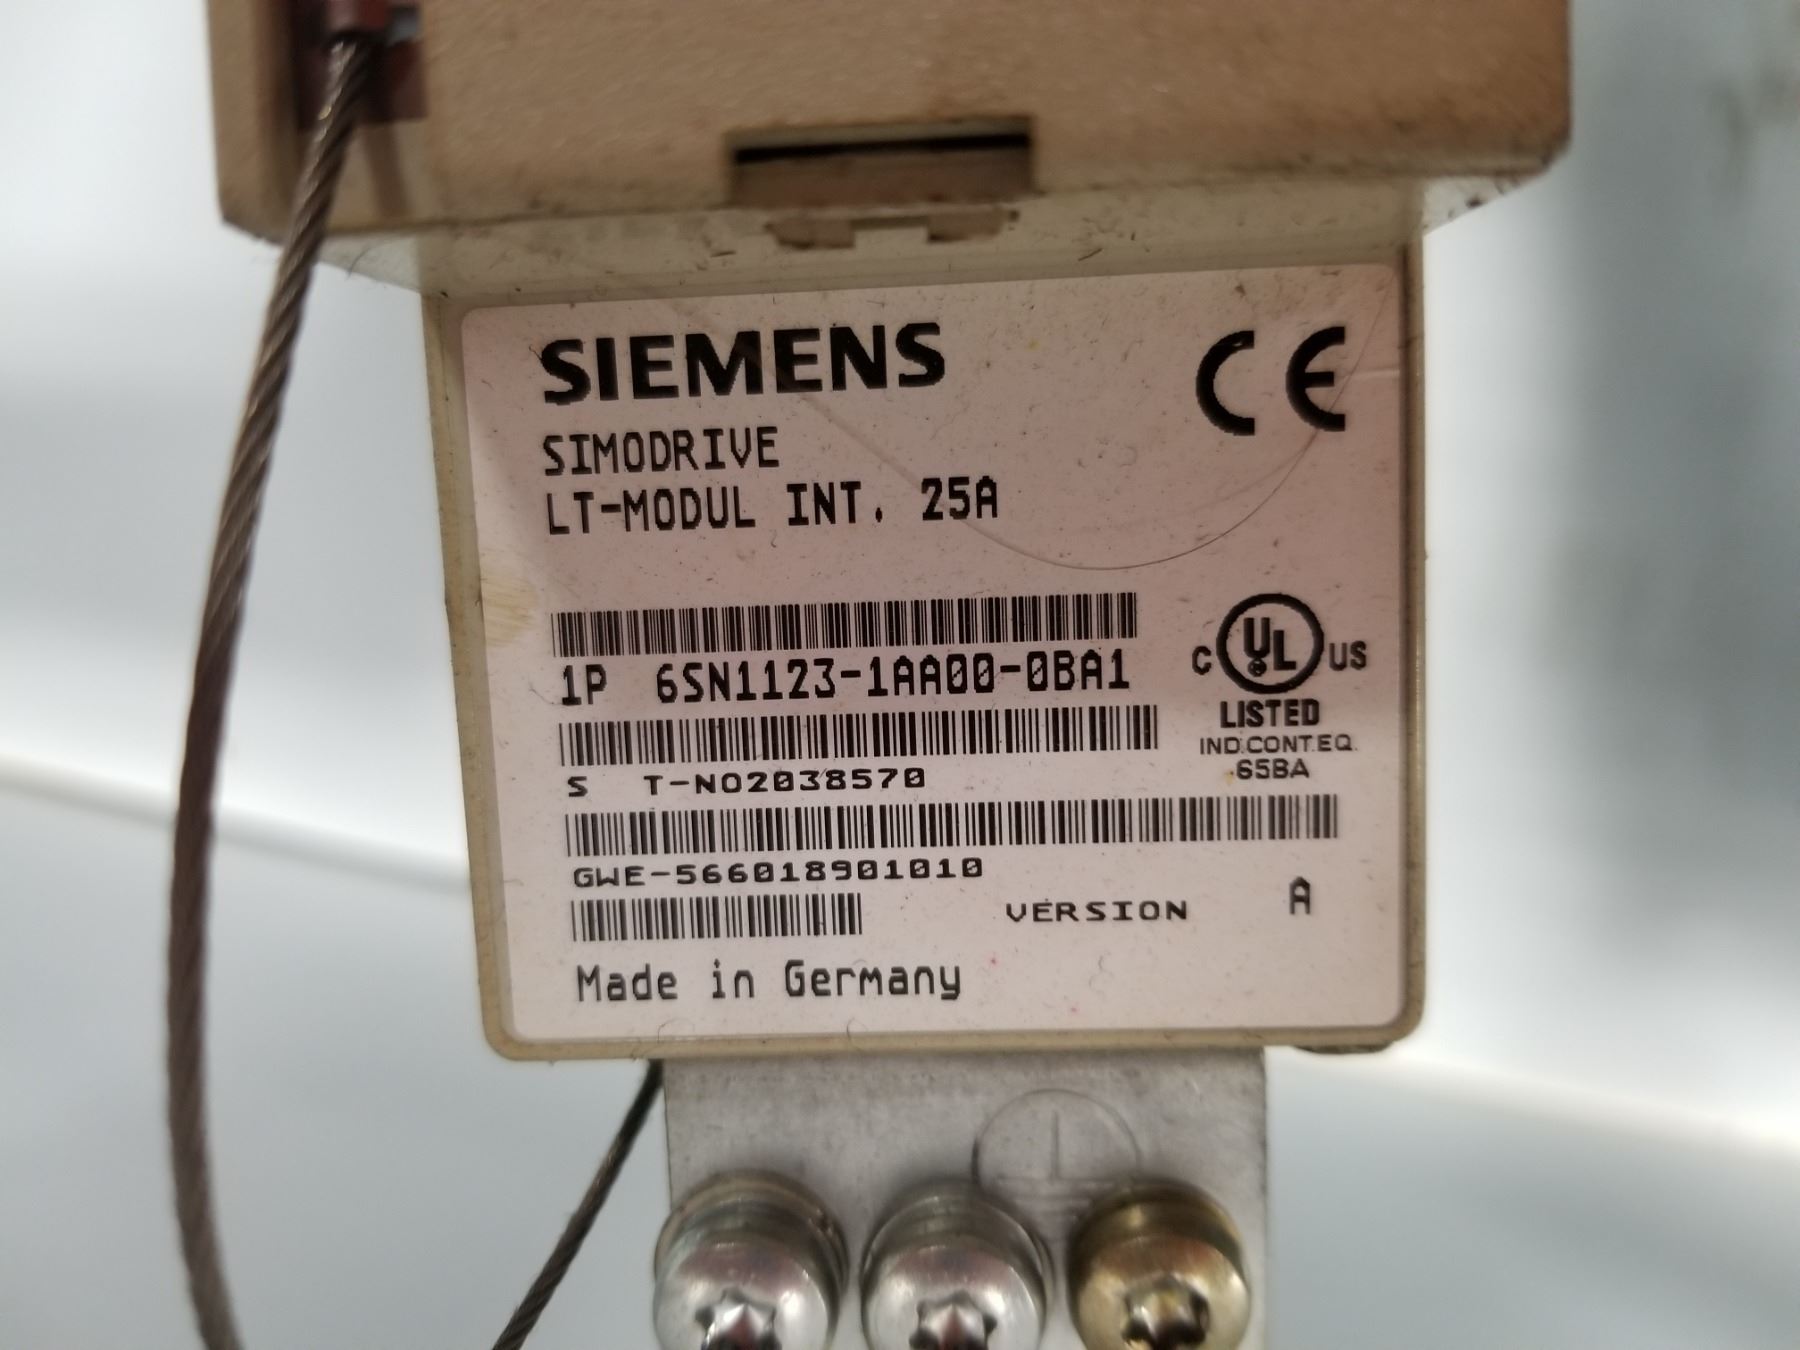 SIEMENS
CE
SIMODRIVE
LT-MODUL INT. 25A
1P 6SN1123-1AA00-0BA1
C UL US
LISTED
IND.CONT.EQ.
65BA
S T-NO2038570
GWE-566018901010
VERSION A
Made in Germany